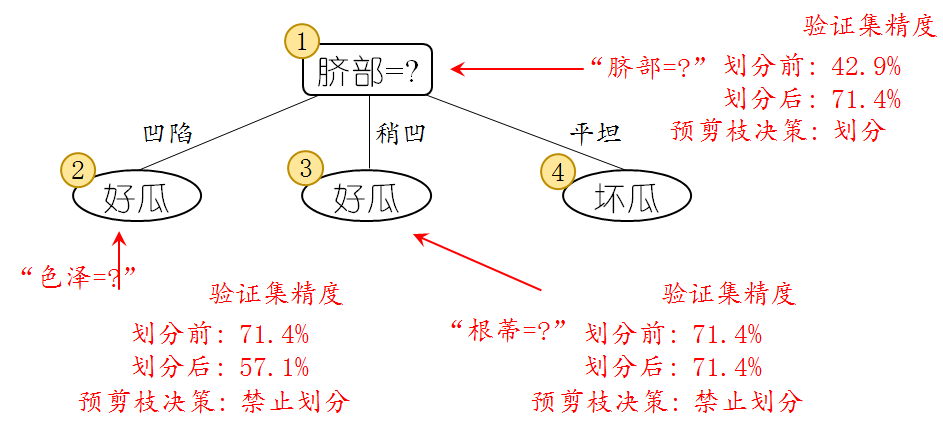 验证集精度
1
脐部=?
“脐部=?” 划分前: 42.9%
划分后: 71.4%
预剪枝决策: 划分
凹陷
稍凹
平坦
2
好瓜
3
好瓜
4
坏瓜
“色泽=?”
验证集精度
划分前: 71.4%
划分后: 57.1%
预剪枝决策: 禁止划分
“根蒂=?”
验证集精度
划分前: 71.4%
划分后: 71.4%
预剪枝决策: 禁止划分